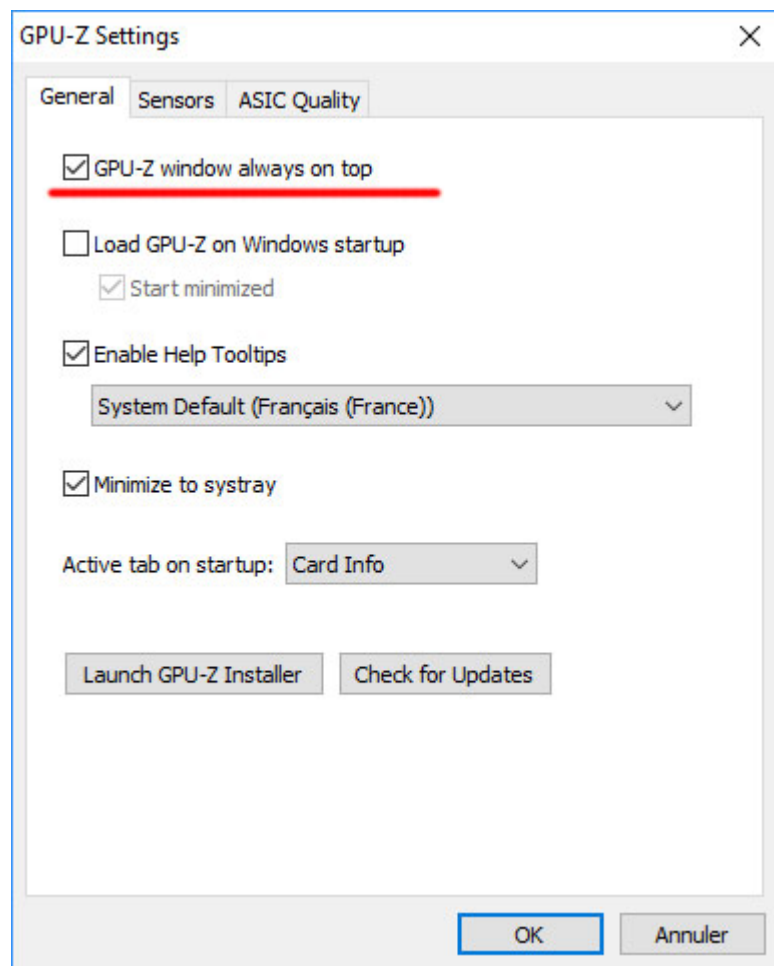 GPU-Z Settings
General Sensors ASIC Quality
GPU-Z window always on top
Load GPU-Z on Windows startup
Start minimized
Enable Help Tooltips
System Default (Français (France))
Minimize to systray
Active tab on startup: Card Info
Launch GPU-Z Installer Check for Updates
OK Annuler